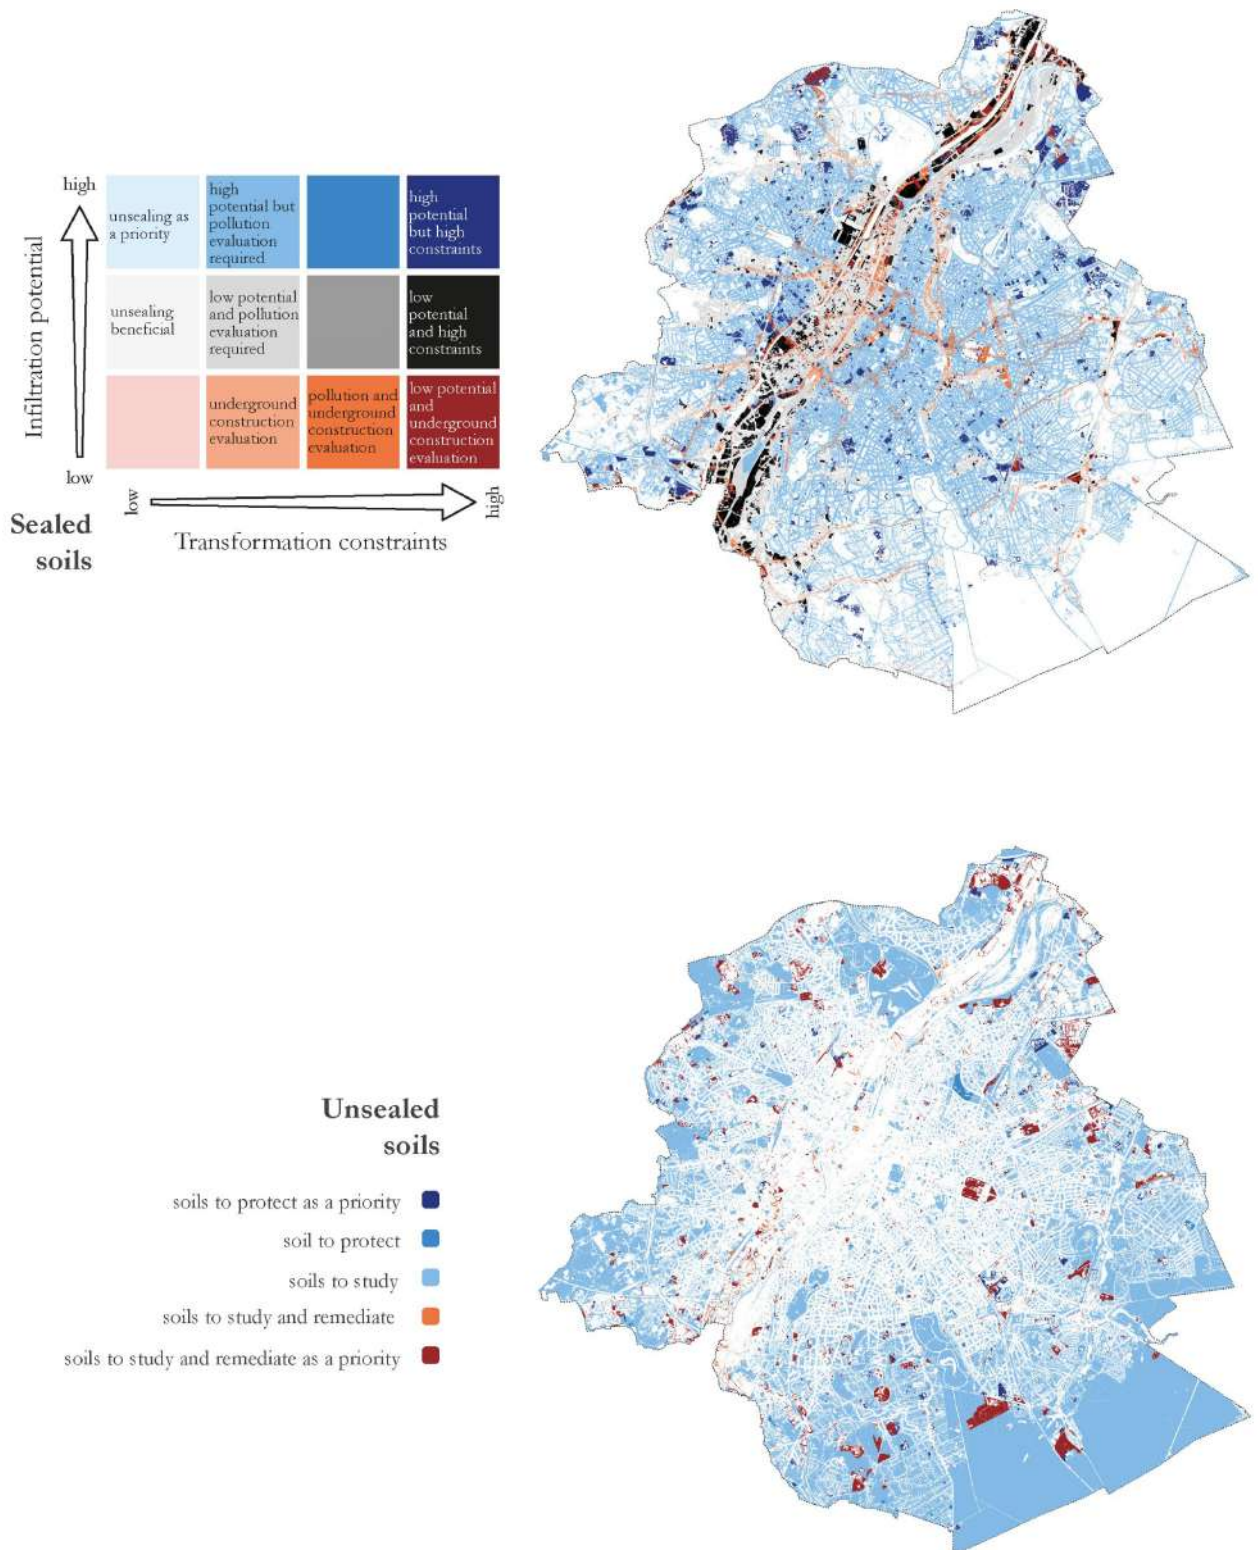 high
Infiltration potential
low
unsealing as
a priority
high
potential but
pollution
evaluation
required
high
potential
but high
constraints
unsealing
beneficial
low potential
and pollution
evaluation
required
low
potential
and high
constraints
underground
construction
evaluation
pollution and
underground
construction
evaluation
low potential
and
underground
construction
evaluation
low
high
Transformation constraints
Sealed
soils
Unsealed
soils
soils to protect as a priority
soil to protect
soils to study
soils to study and remediate
soils to study and remediate as a priority